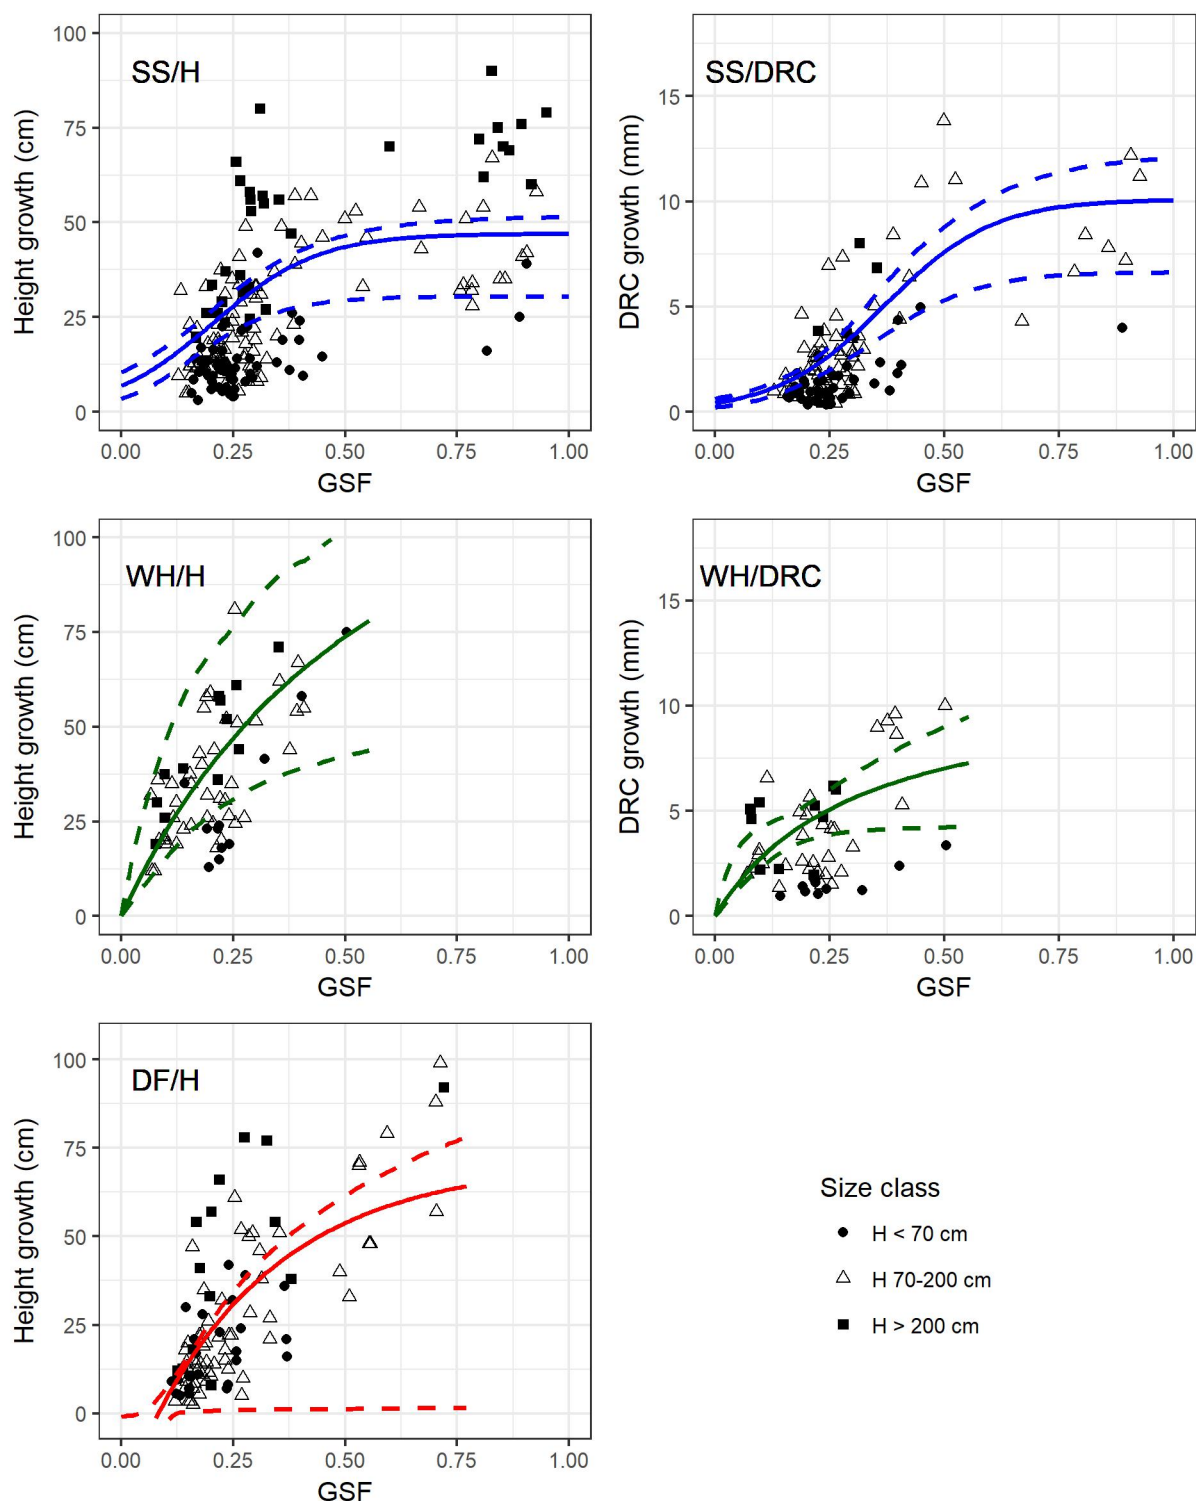 SS/H
Height growth (cm)
100
75
50
25
0
0.00 0.25 0.50 0.75 1.00
GSF
SS/DRC
DRC growth (mm)
15
10
5
0
0.00 0.25 0.50 0.75 1.00
GSF
WH/H
Height growth (cm)
100
75
50
25
0
0.00 0.25 0.50 0.75 1.00
GSF
WH/DRC
DRC growth (mm)
15
10
5
0
0.00 0.25 0.50 0.75 1.00
GSF
DF/H
Height growth (cm)
100
75
50
25
0
0.00 0.25 0.50 0.75 1.00
GSF
Size class
H < 70 cm
H 70-200 cm
H > 200 cm